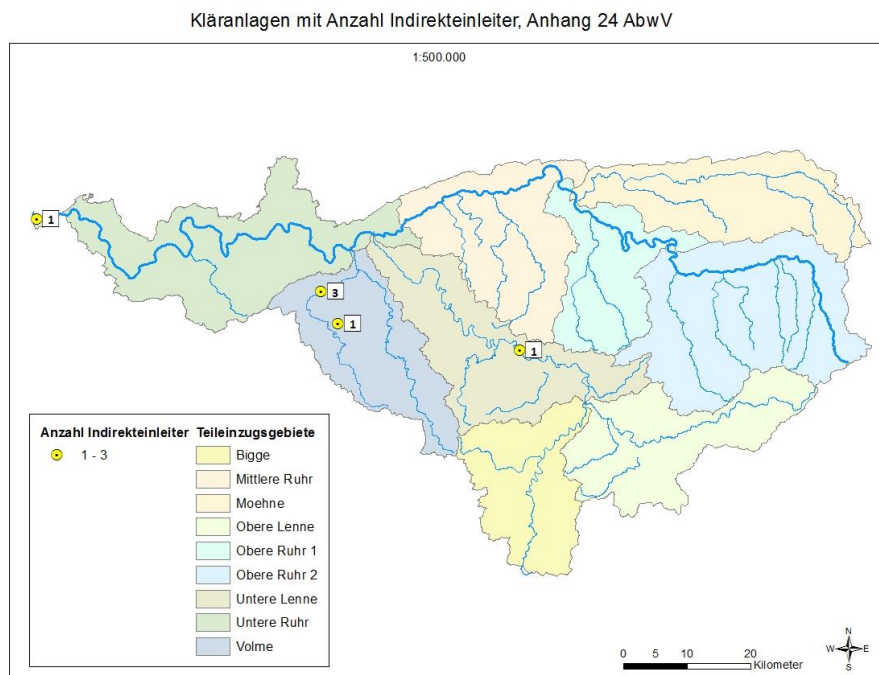 Kläranlagen mit Anzahl Indirekteinleiter, Anhang 24 AbwV
1:500.000
1
3
1
1
Anzahl Indirekteinleiter
1 - 3
Teileinzugsgebiete
Bigge
Mittlere Ruhr
Moehne
Obere Lenne
Obere Ruhr 1
Obere Ruhr 2
Untere Lenne
Untere Ruhr
Volme
0 5 10 20
Kilometer
N
W E
S